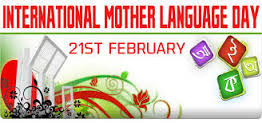 INTERNATIONAL MOTHER LANGUAGE DAY
21ST FEBRUARY
ক